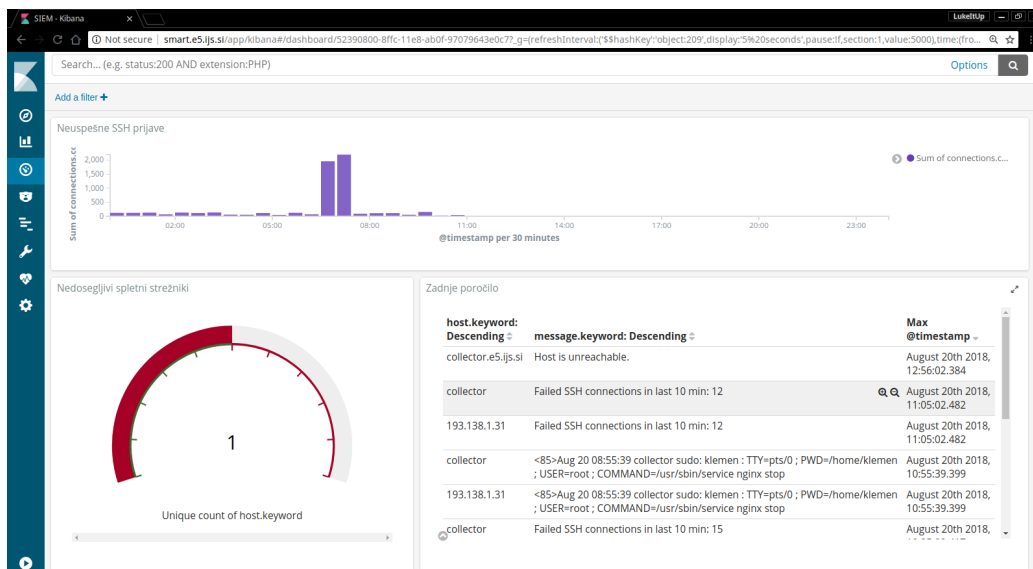 SIEM - Kibana
LukeItUp
Not secure | smart.e5.ijs.si/app/kibana#/dashboard/52390800-8ffc-11e8-ab0f-97079643e0c7?_g=(refreshInterval:('$$hashKey':'object:209',display:'5%20seconds',pause:!f,section:1,value:5000),time:(fro...
Search... (e.g. status:200 AND extension:PHP)
Options
Add a filter +
Neuspešne SSH prijave
Sum of connections.cc
2,000
1,500
1,000
500
0
02:00 05:00 08:00 11:00 14:00 17:00 20:00 23:00
@timestamp per 30 minutes
Sum of connections.c...
Nedosegljivi spletni strežniki
1
Unique count of host.keyword
Zadnje poročilo
host.keyword: Descending
message.keyword: Descending
Max @timestamp
collector.e5.ijs.si Host is unreachable. August 20th 2018,
12:56:02.384
collector Failed SSH connections in last 10 min: 12 August 20th 2018,
11:05:02.482
193.138.1.31 Failed SSH connections in last 10 min: 12 August 20th 2018,
11:05:02.482
collector <85>Aug 20 08:55:39 collector sudo: klemen : TTY=pts/0 ; PWD=/home/klemen August 20th 2018,
; USER=root ; COMMAND=/usr/sbin/service nginx stop 10:55:39.399
193.138.1.31 <85>Aug 20 08:55:39 collector sudo: klemen : TTY=pts/0 ; PWD=/home/klemen August 20th 2018,
; USER=root ; COMMAND=/usr/sbin/service nginx stop 10:55:39.399
collector Failed SSH connections in last 10 min: 15 August 20th 2018,